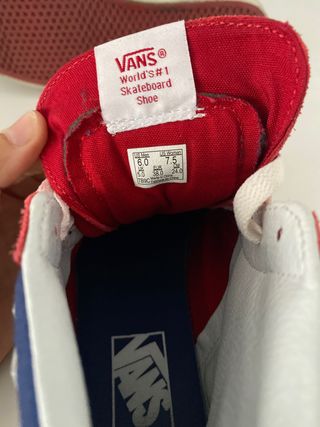 VANS®
World's #1
Skateboard
Shoe
US Men US Women
6.0 7.5
UK EUR CM
5.0 38.0 24.0
VANS